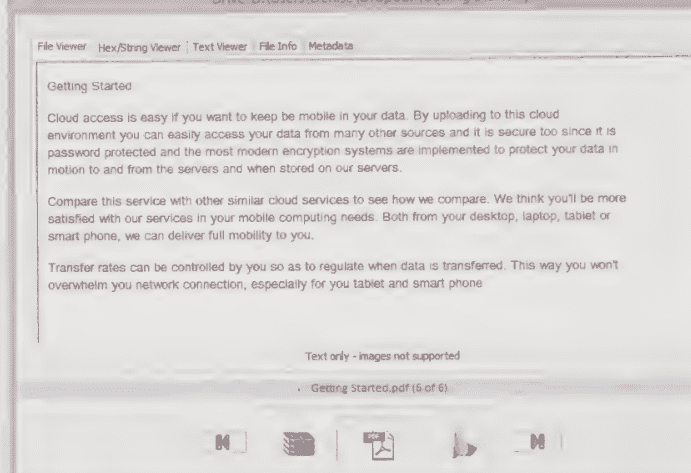 File Viewer Hex/String Viewer Text Viewer File Info Metadata
Getting Started
Cloud access is easy if you want to keep be mobile in your data. By uploading to this cloud
environment you can easily access your data from many other sources and it is secure too since it is
password protected and the most modern encryption systems are implemented to protect your data in
motion to and from the servers and when stored on our servers.
Compare this service with other similar cloud services to see how we compare. We think you'll be more
satisfied with our services in your mobile computing needs. Both from your desktop, laptop, tablet or
smart phone, we can deliver full mobility to you.
Transfer rates can be controlled by you so as to regulate when data is transferred. This way you won't
overwhelm you network connection, especially for you tablet and smart phone
Text only - images not supported
Getting Started.pdf (6 of 6)
PDF